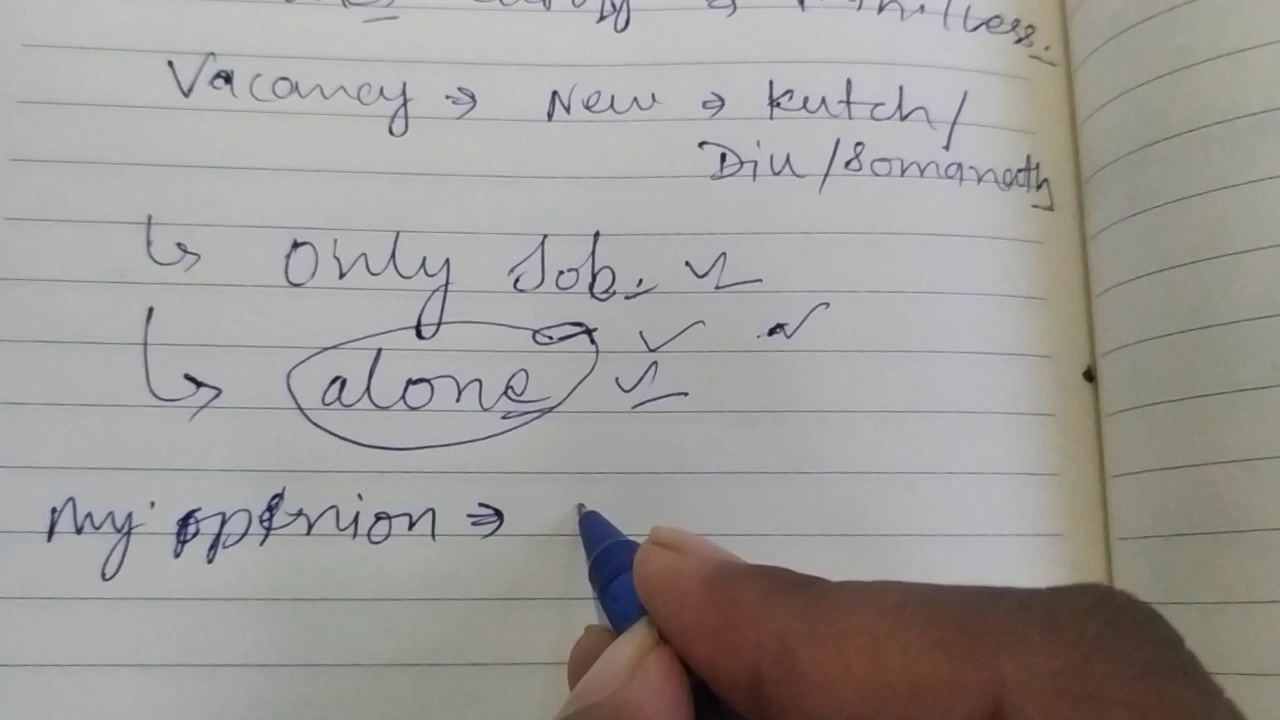 Vacancy → New → Kutch/
Diu/Somanath
↳ Only Job. ✓
↳ alone ✓ ✓ ✓
My opinion →